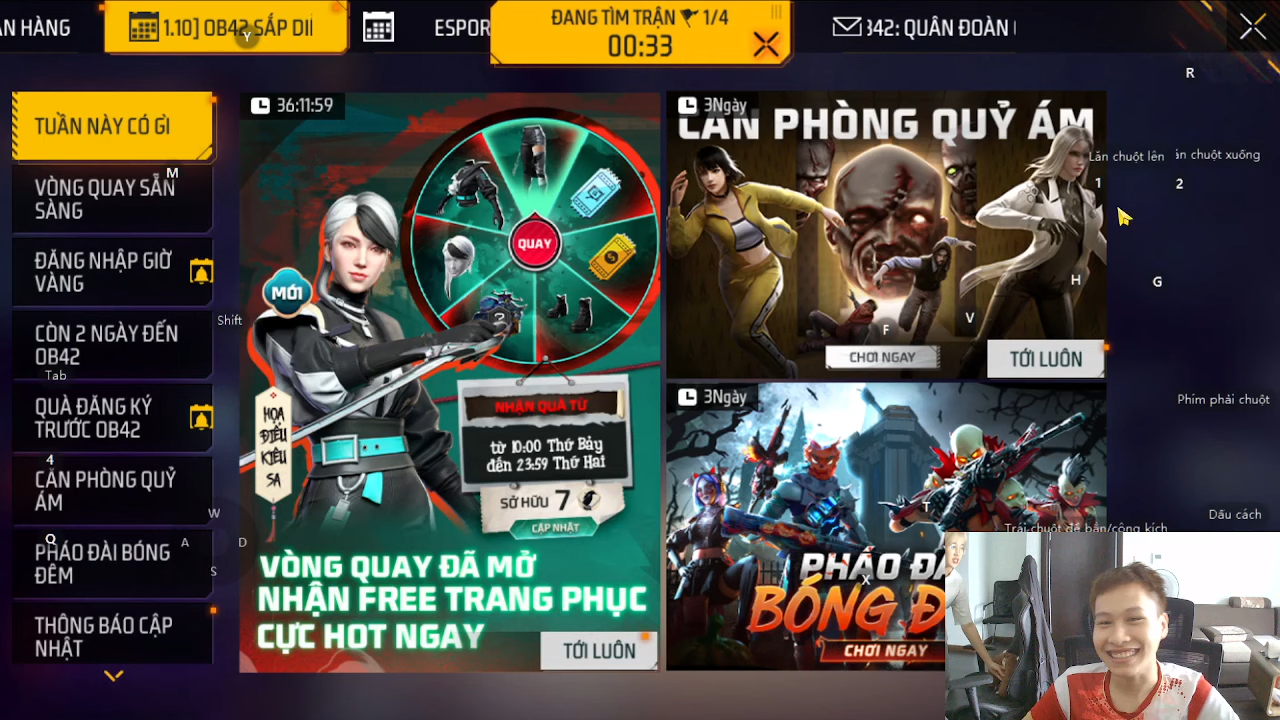 ĂN HÀNG
1.10] OB42 SẮP DI
Y
ESPOR
ĐANG TÌM TRẬN 1/4
00:33
342: QUÂN ĐOÀN
TUẦN NÀY CÓ GÌ
M
VÒNG QUAY SẴN
SÀNG
ĐĂNG NHẬP GIỜ
VÀNG
Shift
CÒN 2 NGÀY ĐẾN
OB42
Tab
QUÀ ĐĂNG KÝ
TRƯỚC OB42
4
CĂN PHÒNG QUỶ
ÁM
W
Q
A
D
PHÁO ĐÀI BÓNG
ĐÊM
S
THÔNG BÁO CẬP
NHẬT
36:11:59
QUAY
MỚI
HỌA
ĐIỆU
KIỀU
SA
NHẬN QUÀ TỪ
từ 10:00 Thứ Bảy
đến 23:59 Thứ Hai
SỞ HỮU 7
CẬP NHẬT
VÒNG QUAY ĐÃ MỞ
NHẬN FREE TRANG PHỤC
CỰC HOT NGAY
TỚI LUÔN
3Ngày
CĂN PHÒNG QUỶ ÁM
F
V
H
CHƠI NGAY
TỚI LUÔN
3Ngày
T
X
PHÁO ĐÀ
BÓNG Đ
CHƠI NGAY
R
Lăn chuột lên
ăn chuột xuống
1
2
G
Phím phải chuột
Dấu cách
Trái chuột để bắn/công kích